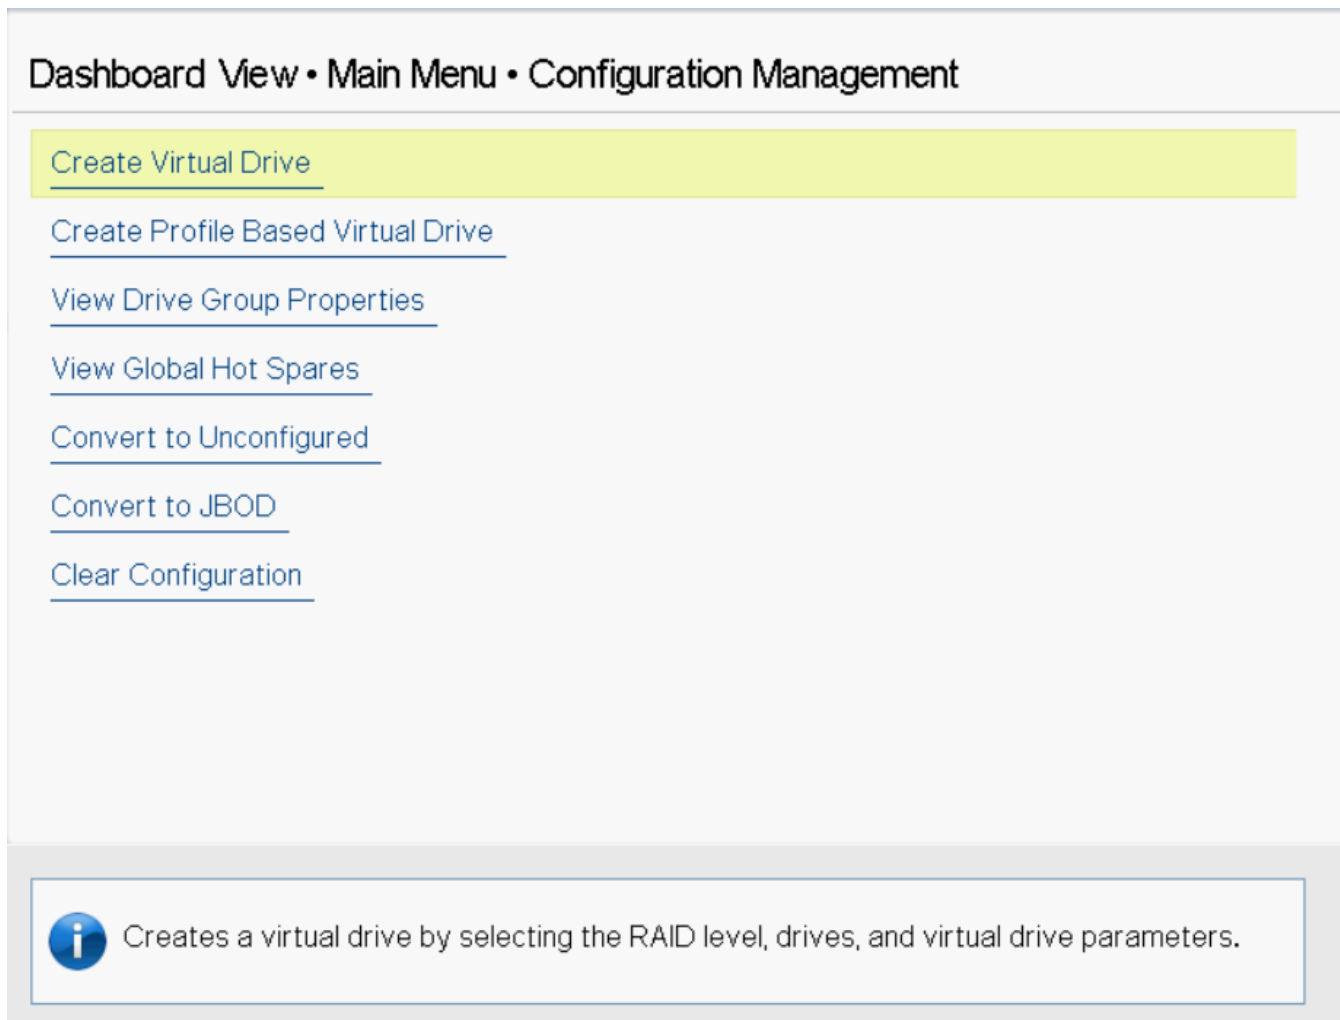 Dashboard View • Main Menu • Configuration Management
Create Virtual Drive
Create Profile Based Virtual Drive
View Drive Group Properties
View Global Hot Spares
Convert to Unconfigured
Convert to JBOD
Clear Configuration
Creates a virtual drive by selecting the RAID level, drives, and virtual drive parameters.